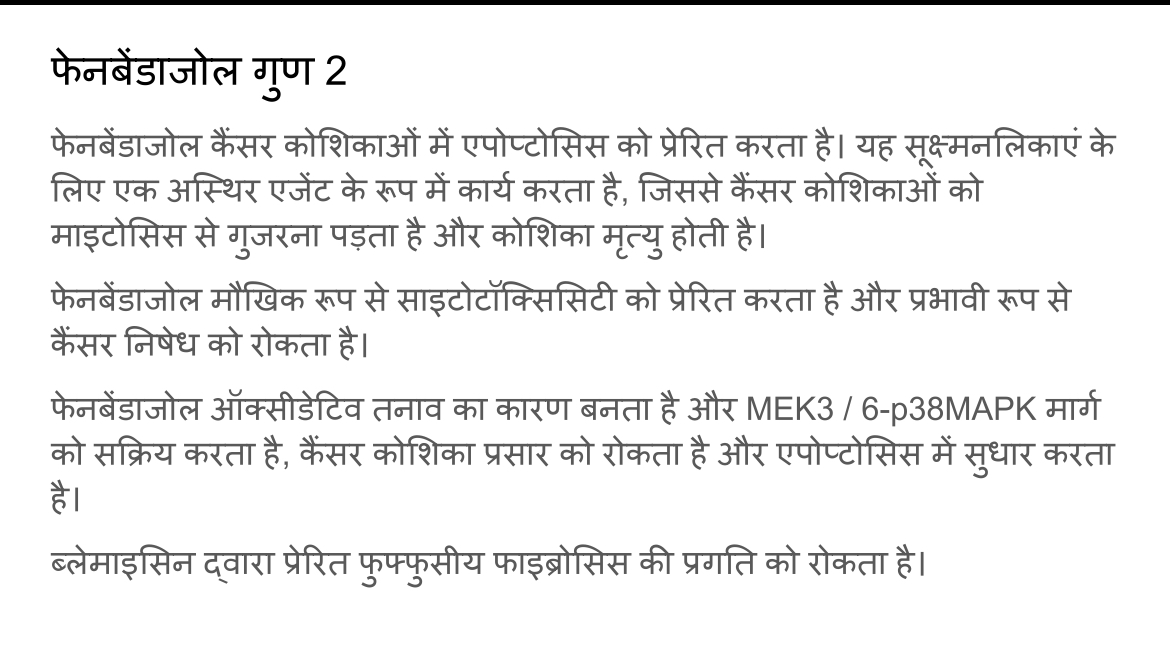 फेनबेंडाजोल गुण 2
फेनबेंडाजोल कैंसर कोशिकाओं में एपोप्टोसिस को प्रेरित करता है। यह सूक्ष्मनलिकाएं के
लिए एक अस्थिर एजेंट के रूप में कार्य करता है, जिससे कैंसर कोशिकाओं को
माइटोसिस से गुजरना पड़ता है और कोशिका मृत्यु होती है।
फेनबेंडाजोल मौखिक रूप से साइटोटॉक्सिसिटी को प्रेरित करता है और प्रभावी रूप से
कैंसर निषेध को रोकता है।
फेनबेंडाजोल ऑक्सीडेटिव तनाव का कारण बनता है और MEK3 / 6-p38MAPK मार्ग
को सक्रिय करता है, कैंसर कोशिका प्रसार को रोकता है और एपोप्टोसिस में सुधार करता
है।
ब्लेमाइसिन द्वारा प्रेरित फुफ्फुसीय फाइब्रोसिस की प्रगति को रोकता है।